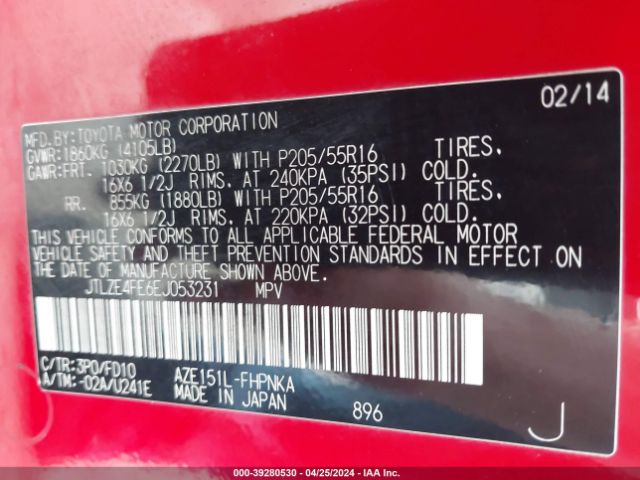 02/14
MFD.BY:TOYOTA MOTOR CORPORATION
GVWR:1860KG (4105LB)
GAWR:FRT. 1030KG (2270LB) WITH P205/55R16 TIRES.
16X6 1/2J RIMS. AT 240KPA (35PSI) COLD.
RR. 855KG (1880LB) WITH P205/55R16 TIRES.
16X6 1/2J RIMS. AT 220KPA (32PSI) COLD.
THIS VEHICLE CONFORMS TO ALL APPLICABLE FEDERAL MOTOR
VEHICLE SAFETY AND THEFT PREVENTION STANDARDS IN EFFECT ON
THE DATE OF MANUFACTURE SHOWN ABOVE.
JTLZE4FE6EJ053231 MPV
C/TR:3P0/FD10 AZE151L-FHPNKA
A/TM:-02A/U241E MADE IN JAPAN 896 J
000-39280530 - 04/25/2024 - IAA Inc.